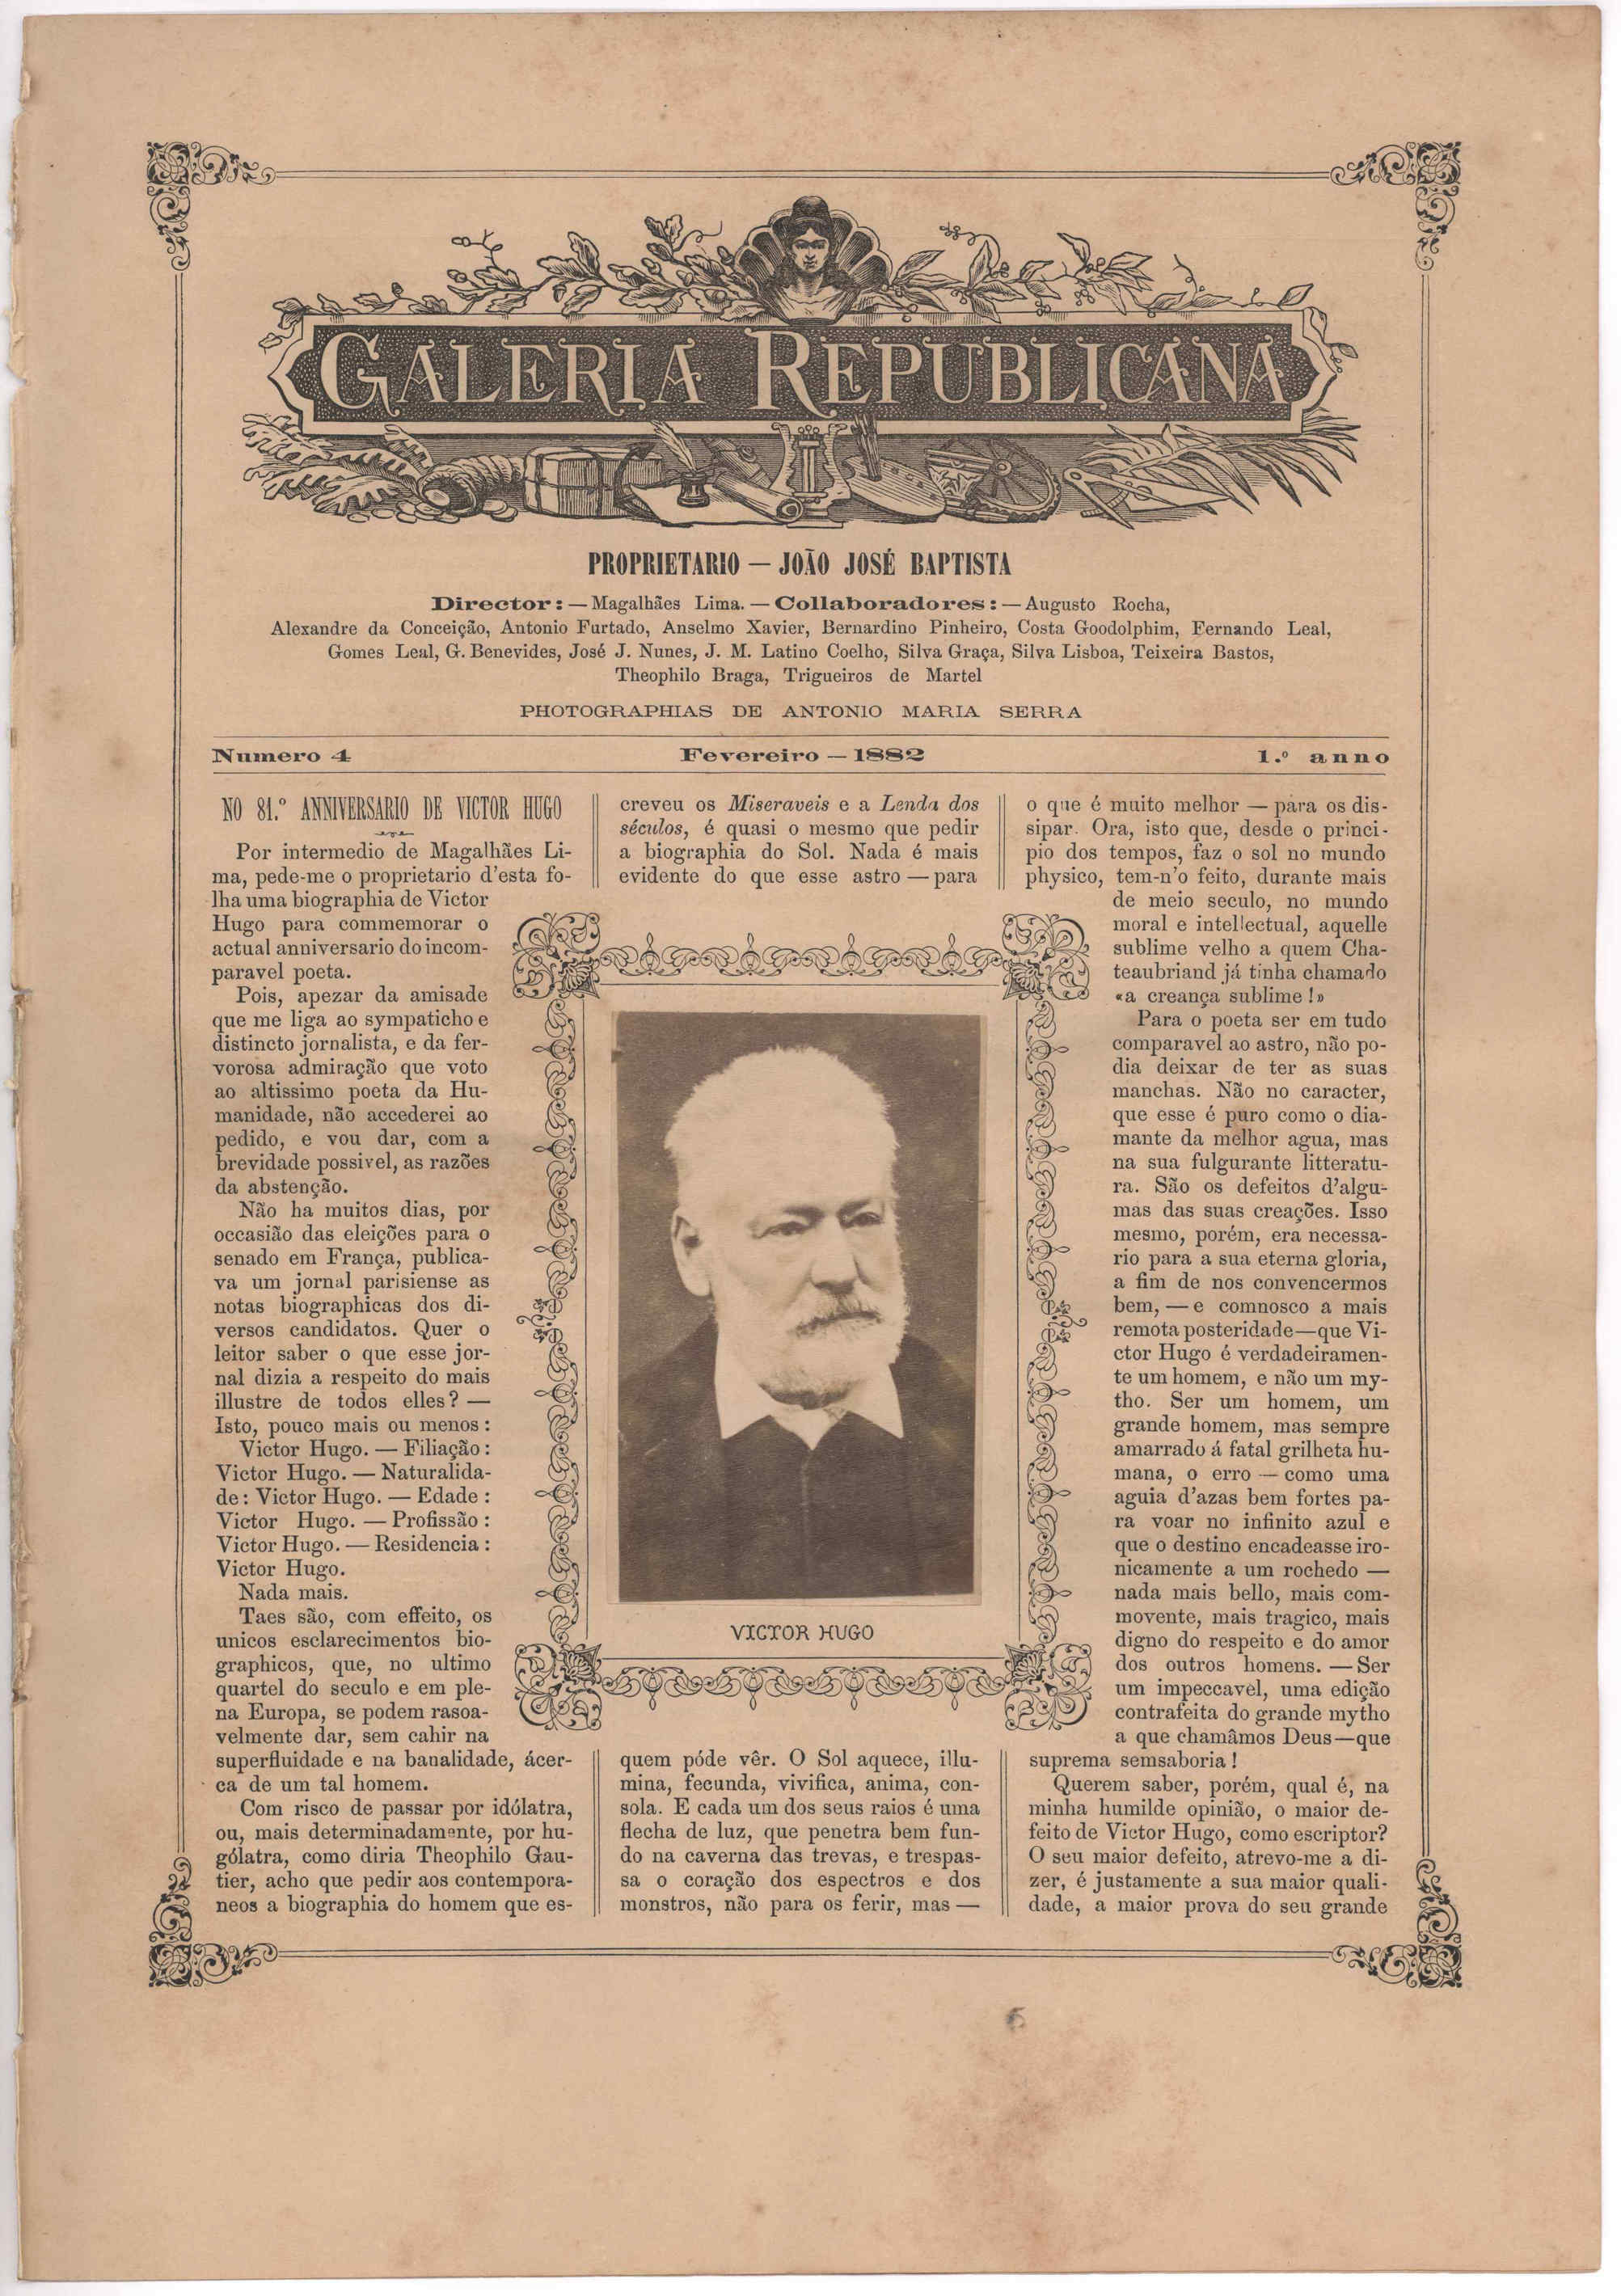 GALERIA REPUBLICANA
PROPRIETARIO — JOÃO JOSÉ BAPTISTA
Director: — Magalhães Lima. — Collaboradores: — Augusto Rocha,
Alexandre da Conceição, Antonio Furtado, Anselmo Xavier, Bernardino Pinheiro, Costa Goodolphim, Fernando Leal,
Gomes Leal, G. Benevides, José J. Nunes, J. M. Latino Coelho, Silva Graça, Silva Lisboa, Teixeira Bastos,
Theophilo Braga, Trigueiros de Martel
PHOTOGRAPHIAS DE ANTONIO MARIA SERRA
Numero 4 Fevereiro — 1882 1.º anno
NO 81.º ANNIVERSARIO DE VICTOR HUGO
Por intermedio de Magalhães Li-
ma, pede-me o proprietario d'esta fo-
lha uma biographia de Victor
Hugo para commemorar o
actual anniversario do incom-
paravel poeta.
Pois, apezar da amisade
que me liga ao sympaticho e
distincto jornalista, e da fer-
vorosa admiração que voto
ao altissimo poeta da Hu-
manidade, não accederei ao
pedido, e vou dar, com a
brevidade possivel, as razões
da abstenção.
Não ha muitos dias, por
occasião das eleições para o
senado em França, publica-
va um jornal parisiense as
notas biographicas dos di-
versos candidatos. Quer o
leitor saber o que esse jor-
nal dizia a respeito do mais
illustre de todos elles? —
Isto, pouco mais ou menos:
Victor Hugo. — Filiação:
Victor Hugo. — Naturalida-
de: Victor Hugo. — Edade:
Victor Hugo. — Profissão:
Victor Hugo. — Residencia:
Victor Hugo.
Nada mais.
Taes são, com effeito, os
unicos esclarecimentos bio-
graphicos, que, no ultimo
quartel do seculo e em ple-
na Europa, se podem rasoa-
velmente dar, sem cahir na
superfluidade e na banalidade, ácer-
ca de um tal homem.
Com risco de passar por idólatra,
ou, mais determinadamente, por hu-
gólatra, como diria Theophilo Gau-
tier, acho que pedir aos contempora-
neos a biographia do homem que es-
creveu os Miseraveis e a Lenda dos
séculos, é quasi o mesmo que pedir
a biographia do Sol. Nada é mais
evidente do que esse astro — para
VICTOR HUGO
quem póde vêr. O Sol aquece, illu-
mina, fecunda, vivifica, anima, con-
sola. E cada um dos seus raios é uma
flecha de luz, que penetra bem fun-
do na caverna das trevas, e trespas-
sa o coração dos espectros e dos
monstros, não para os ferir, mas —
o que é muito melhor — para os dis-
sipar. Ora, isto que, desde o princi-
pio dos tempos, faz o sol no mundo
physico, tem-n'o feito, durante mais
de meio seculo, no mundo
moral e intellectual, aquelle
sublime velho a quem Cha-
teaubriand já tinha chamado
«a creança sublime!»
Para o poeta ser em tudo
comparavel ao astro, não po-
dia deixar de ter as suas
manchas. Não no caracter,
que esse é puro como o dia-
mante da melhor agua, mas
na sua fulgurante litteratu-
ra. São os defeitos d'algu-
mas das suas creações. Isso
mesmo, porém, era necessa-
rio para a sua eterna gloria,
a fim de nos convencermos
bem, — e comnosco a mais
remota posteridade—que Vi-
ctor Hugo é verdadeiramen-
te um homem, e não um my-
tho. Ser um homem, um
grande homem, mas sempre
amarrado á fatal grilheta hu-
mana, o erro — como uma
aguia d'azas bem fortes pa-
ra voar no infinito azul e
que o destino encadeasse iro-
nicamente a um rochedo —
nada mais bello, mais com-
movente, mais tragico, mais
digno do respeito e do amor
dos outros homens. — Ser
um impeccavel, uma edição
contrafeita do grande mytho
a que chamâmos Deus—que
suprema semsaboria!
Querem saber, porém, qual é, na
minha humilde opinião, o maior de-
feito de Victor Hugo, como escriptor?
O seu maior defeito, atrevo-me a di-
zer, é justamente a sua maior quali-
dade, a maior prova do seu grande